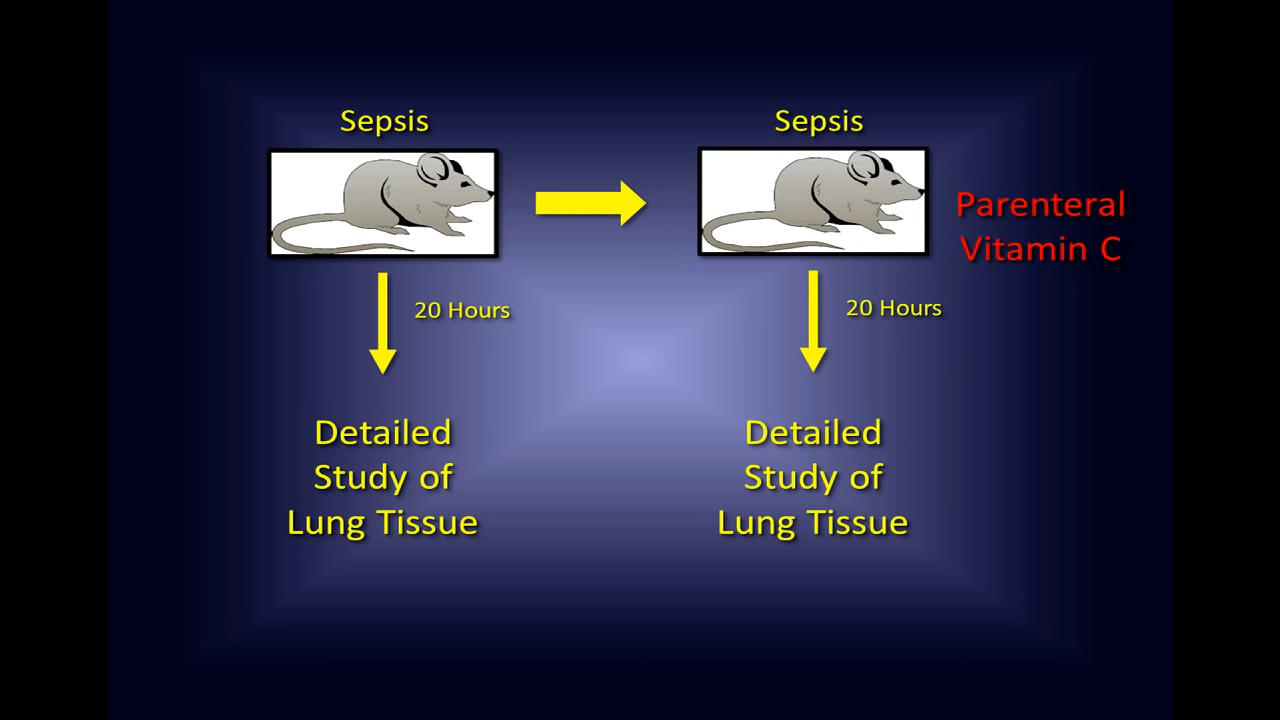 Sepsis
Sepsis
Parenteral
Vitamin C
20 Hours
20 Hours
Detailed
Study of
Lung Tissue
Detailed
Study of
Lung Tissue